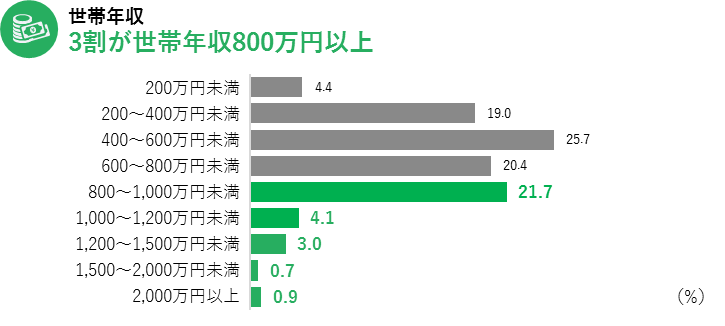 世帯年収
3割が世帯年収800万円以上
200万円未満 4.4
200～400万円未満 19.0
400～600万円未満 25.7
600～800万円未満 20.4
800～1,000万円未満 21.7
1,000～1,200万円未満 4.1
1,200～1,500万円未満 3.0
1,500～2,000万円未満 0.7
2,000万円以上 0.9
(%)